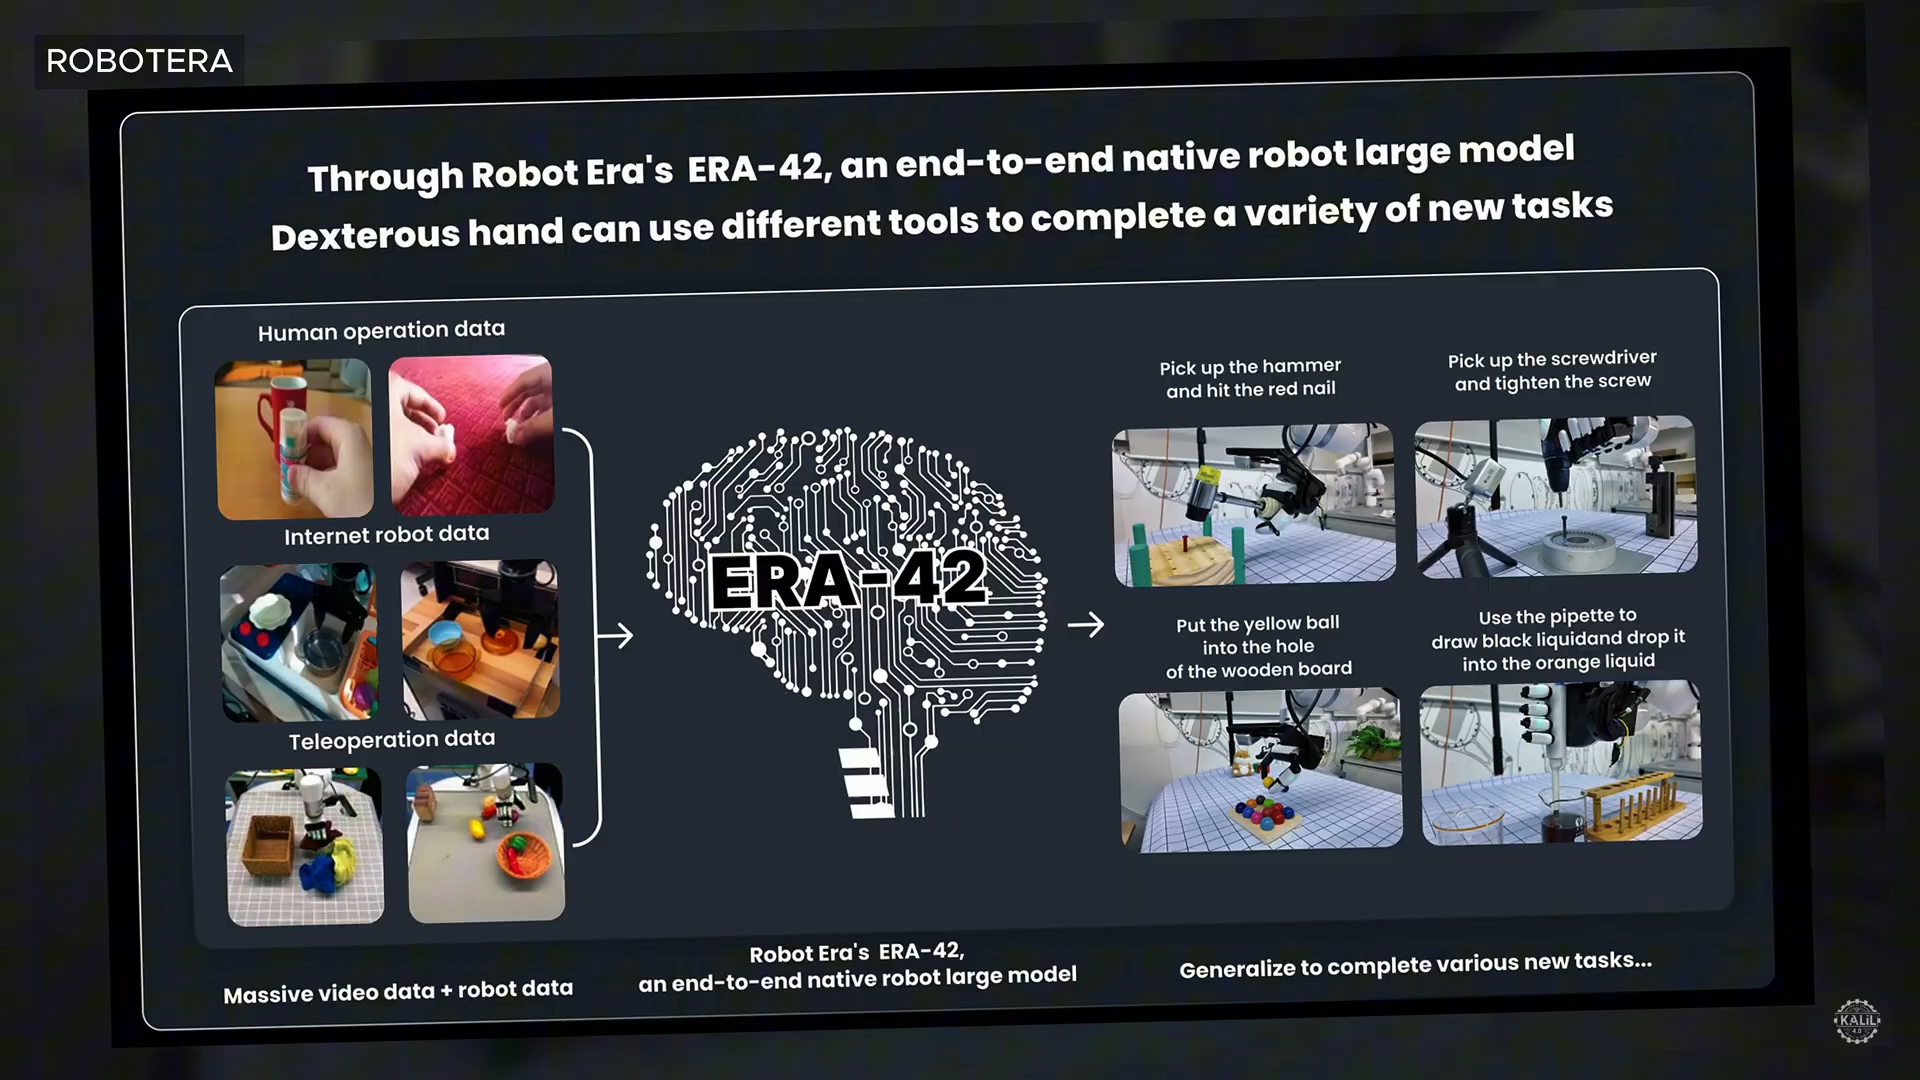 ROBOTERA
Through Robot Era's ERA-42, an end-to-end native robot large model
Dexterous hand can use different tools to complete a variety of new tasks
Human operation data
Internet robot data
Teleoperation data
ERA-42
Pick up the hammer
and hit the red nail
Pick up the screwdriver
and tighten the screw
Put the yellow ball
into the hole
of the wooden board
Use the pipette to
draw black liquidand drop it
into the orange liquid
Massive video data + robot data
Robot Era's ERA-42,
an end-to-end native robot large model
Generalize to complete various new tasks...
KALIL
4.0